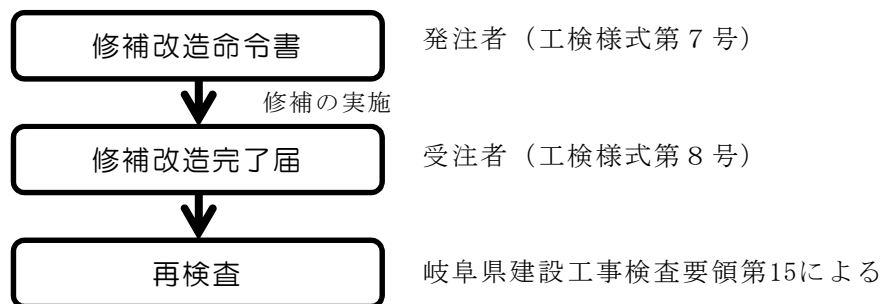 修補改造命令書 発注者（工検様式第７号）
修補の実施
修補改造完了届 受注者（工検様式第８号）
再検査 岐阜県建設工事検査要領第15による